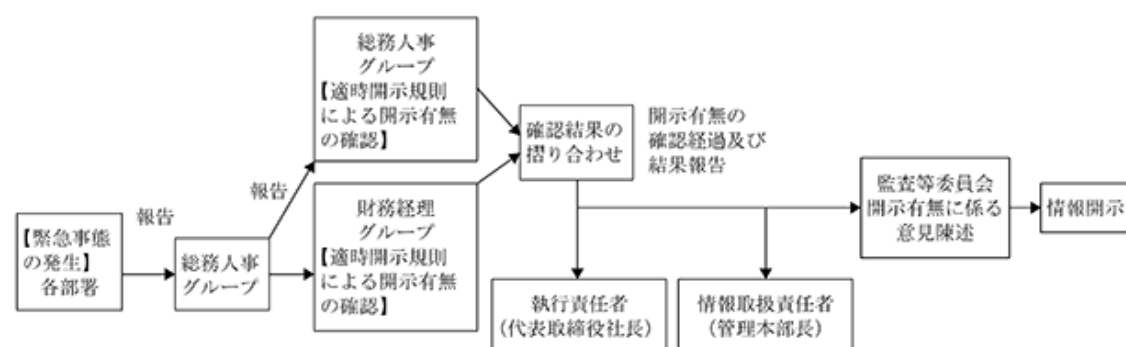 【緊急事態
の発生】
各部署
報告
総務人事
グループ
報告
総務人事
グループ
【適時開示規則
による開示有無
の確認】
財務経理
グループ
【適時開示規則
による開示有無
の確認】
確認結果の
摺り合わせ
開示有無の
確認経過及び
結果報告
執行責任者
(代表取締役社長)
情報取扱責任者
(管理本部長)
監査等委員会
開示有無に係る
意見陳述
情報開示